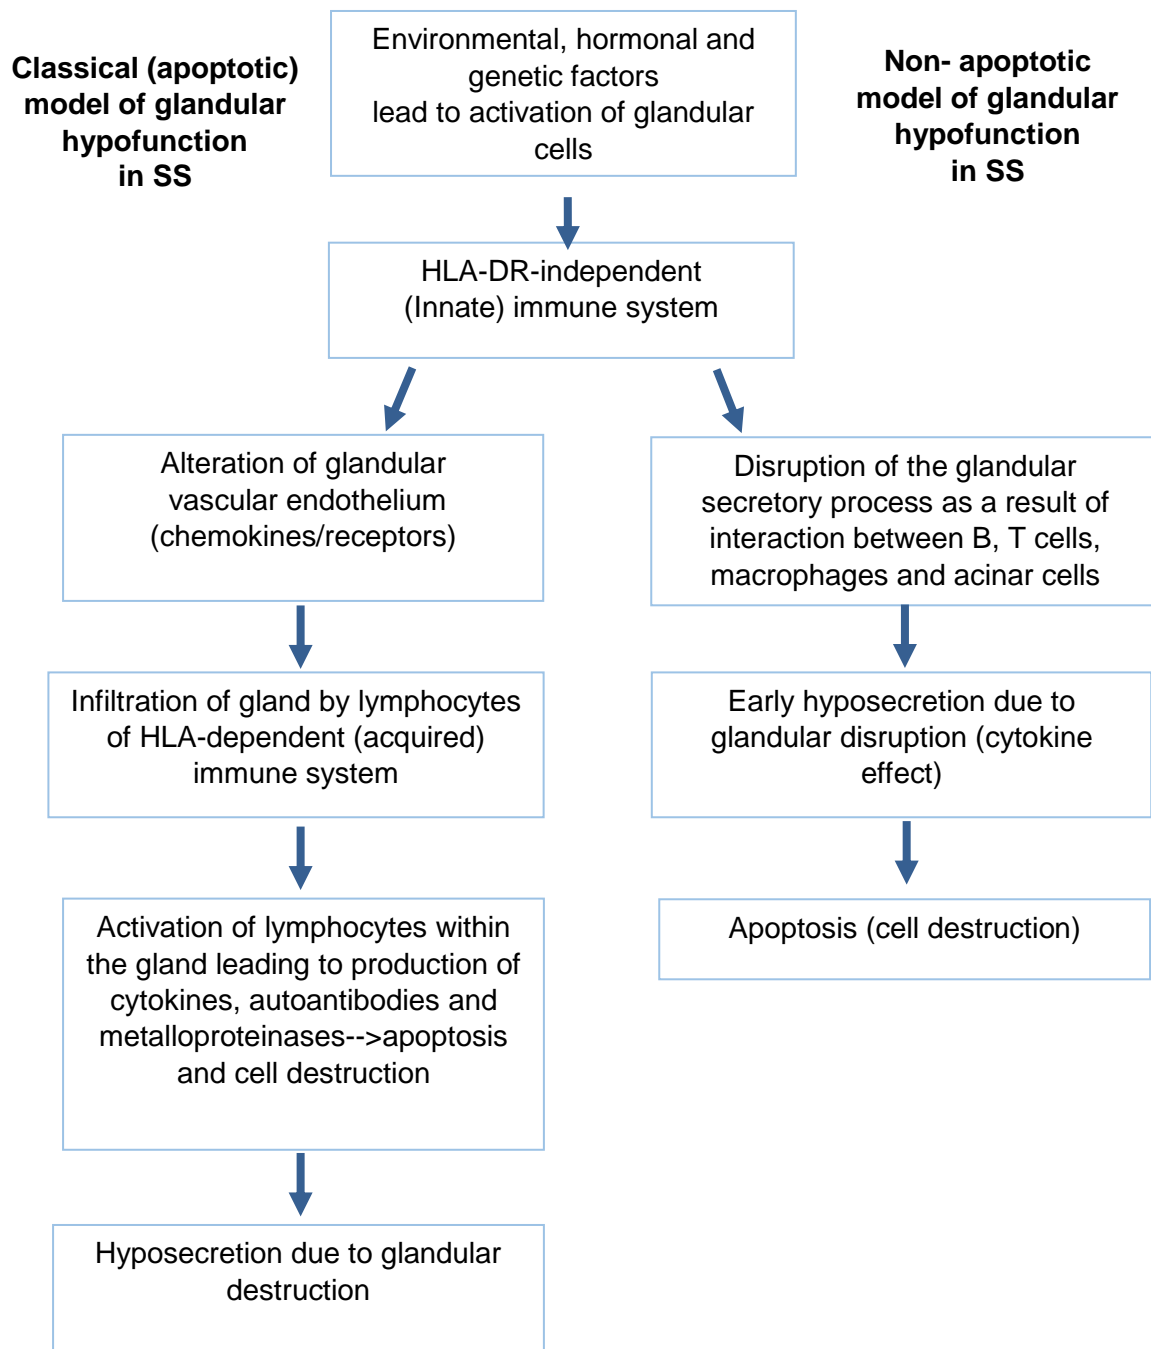 Classical (apoptotic)
model of glandular
hypofunction
in SS
Environmental, hormonal and
genetic factors
lead to activation of glandular
cells
Non- apoptotic
model of glandular
hypofunction
in SS
HLA-DR-independent
(Innate) immune system
Alteration of glandular
vascular endothelium
(chemokines/receptors)
Disruption of the glandular
secretory process as a result of
interaction between B, T cells,
macrophages and acinar cells
Infiltration of gland by lymphocytes
of HLA-dependent (acquired)
immune system
Early hyposecretion due to
glandular disruption (cytokine
effect)
Activation of lymphocytes within
the gland leading to production of
cytokines, autoantibodies and
metalloproteinases-->apoptosis
and cell destruction
Apoptosis (cell destruction)
Hyposecretion due to glandular
destruction